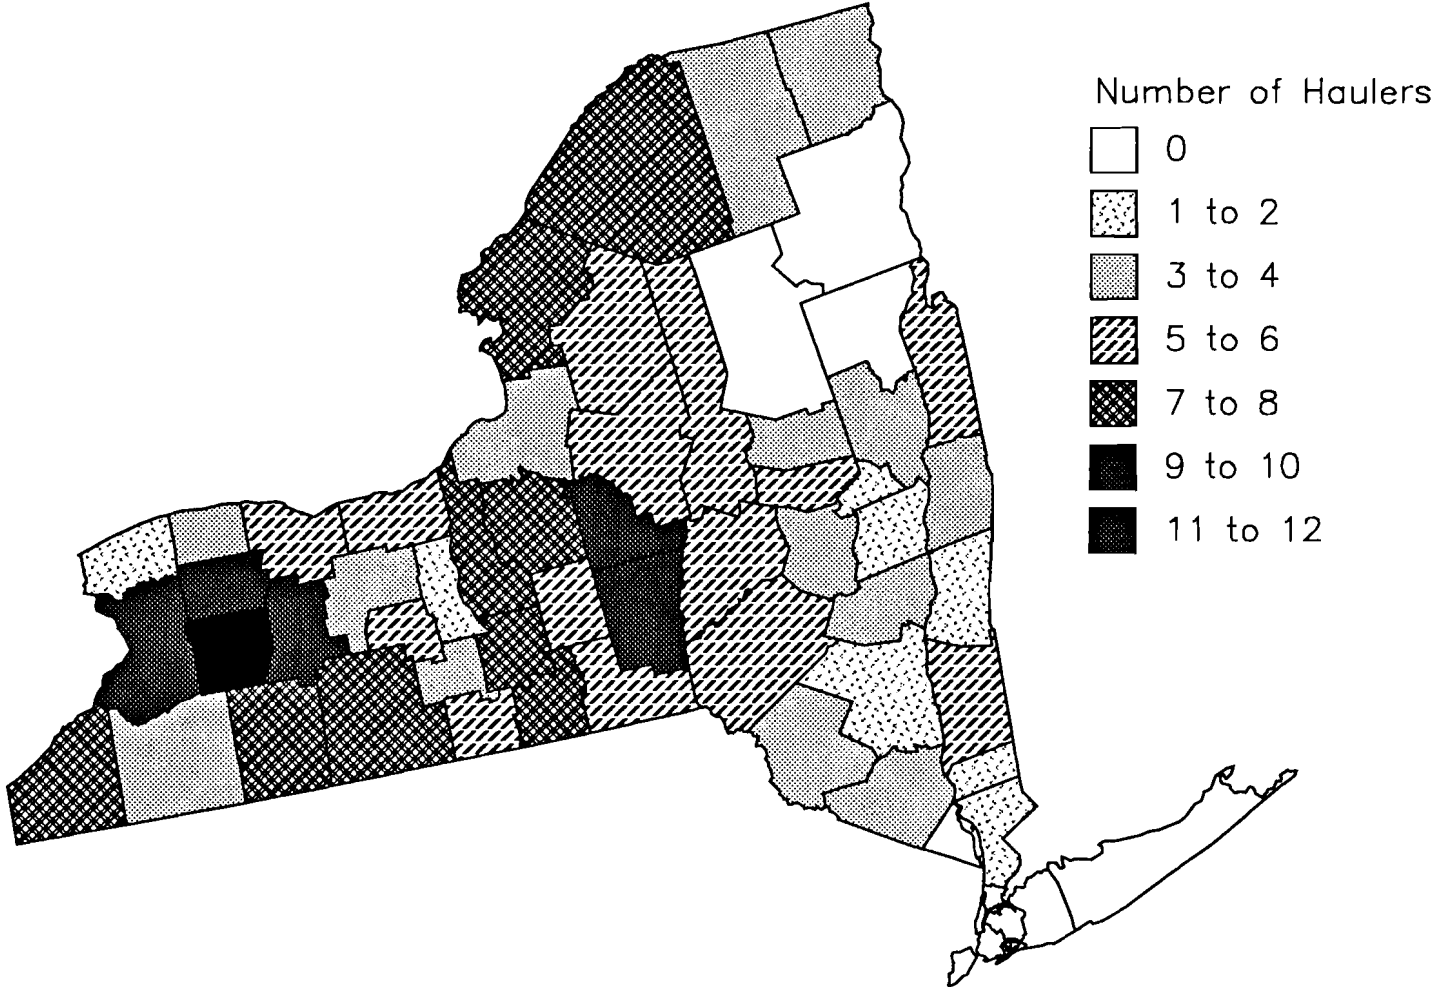 Number of Haulers
0
1 to 2
3 to 4
5 to 6
7 to 8
9 to 10
11 to 12